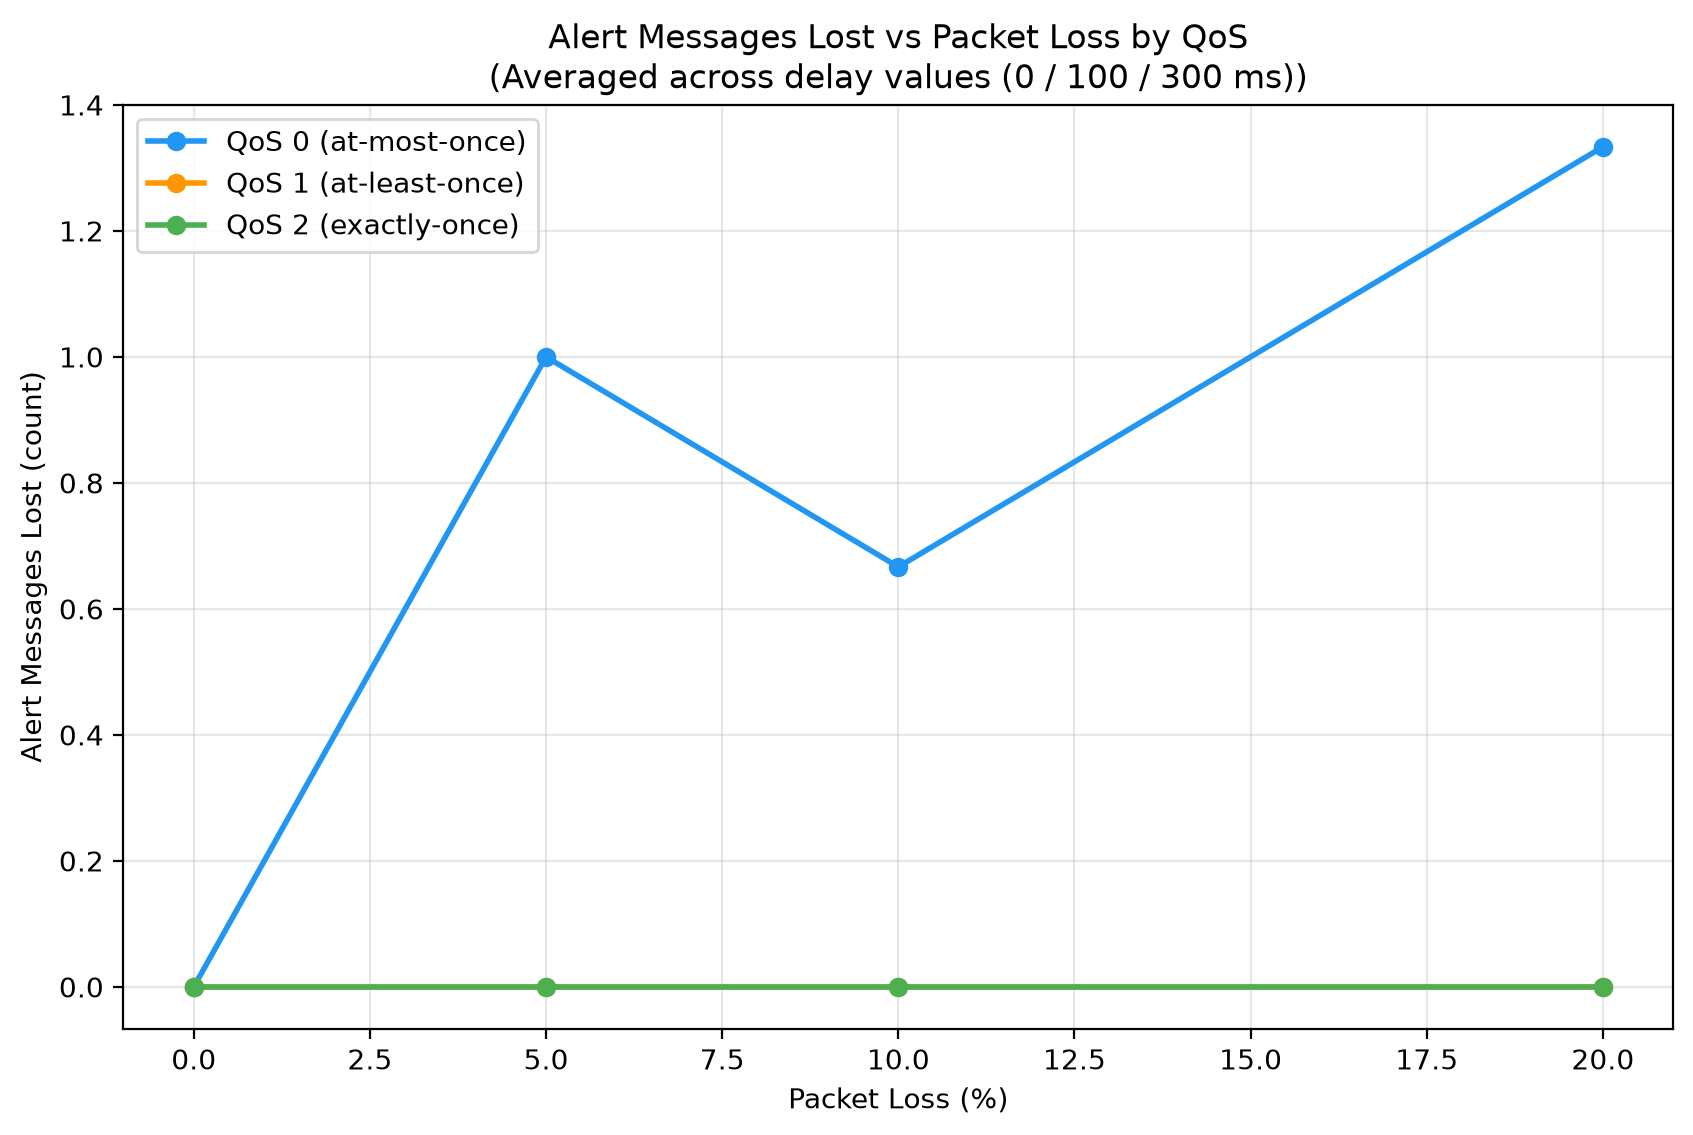 Alert Messages Lost vs Packet Loss by QoS
(Averaged across delay values (0 / 100 / 300 ms))
QoS 0 (at-most-once)
QoS 1 (at-least-once)
QoS 2 (exactly-once)
Alert Messages Lost (count)
1.4
1.2
1.0
0.8
0.6
0.4
0.2
0.0
0.0 2.5 5.0 7.5 10.0 12.5 15.0 17.5 20.0
Packet Loss (%)